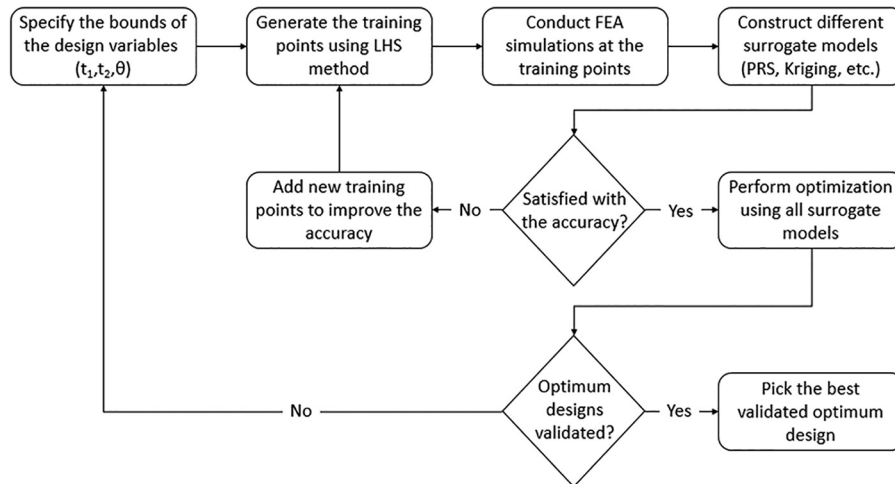 Specify the bounds of
the design variables
(t₁,t₂,θ)
Generate the training
points using LHS
method
Conduct FEA
simulations at the
training points
Construct different
surrogate models
(PRS, Kriging, etc.)
Add new training
points to improve the
accuracy
No
Satisfied with
the accuracy?
Yes
Perform optimization
using all surrogate
models
No
Optimum
designs
validated?
Yes
Pick the best
validated optimum
design